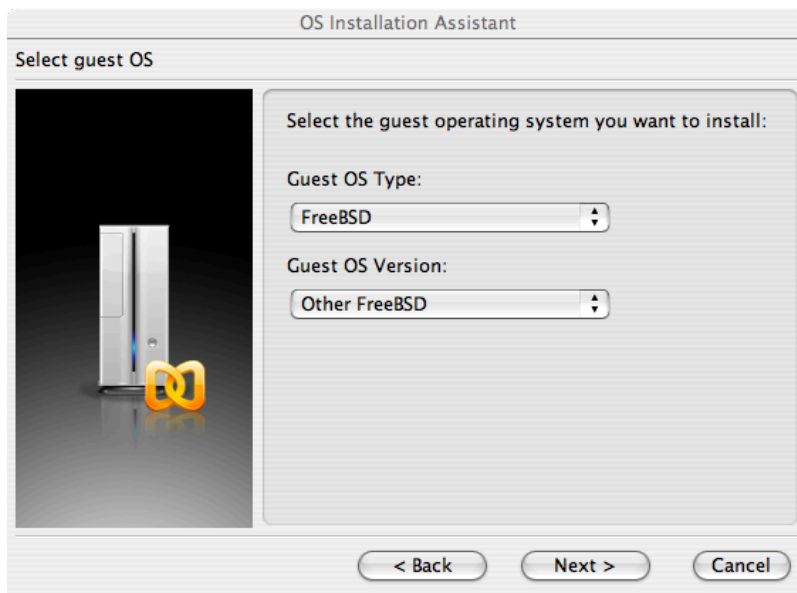 OS Installation Assistant
Select guest OS
Select the guest operating system you want to install:
Guest OS Type:
FreeBSD
Guest OS Version:
Other FreeBSD
< Back
Next >
Cancel